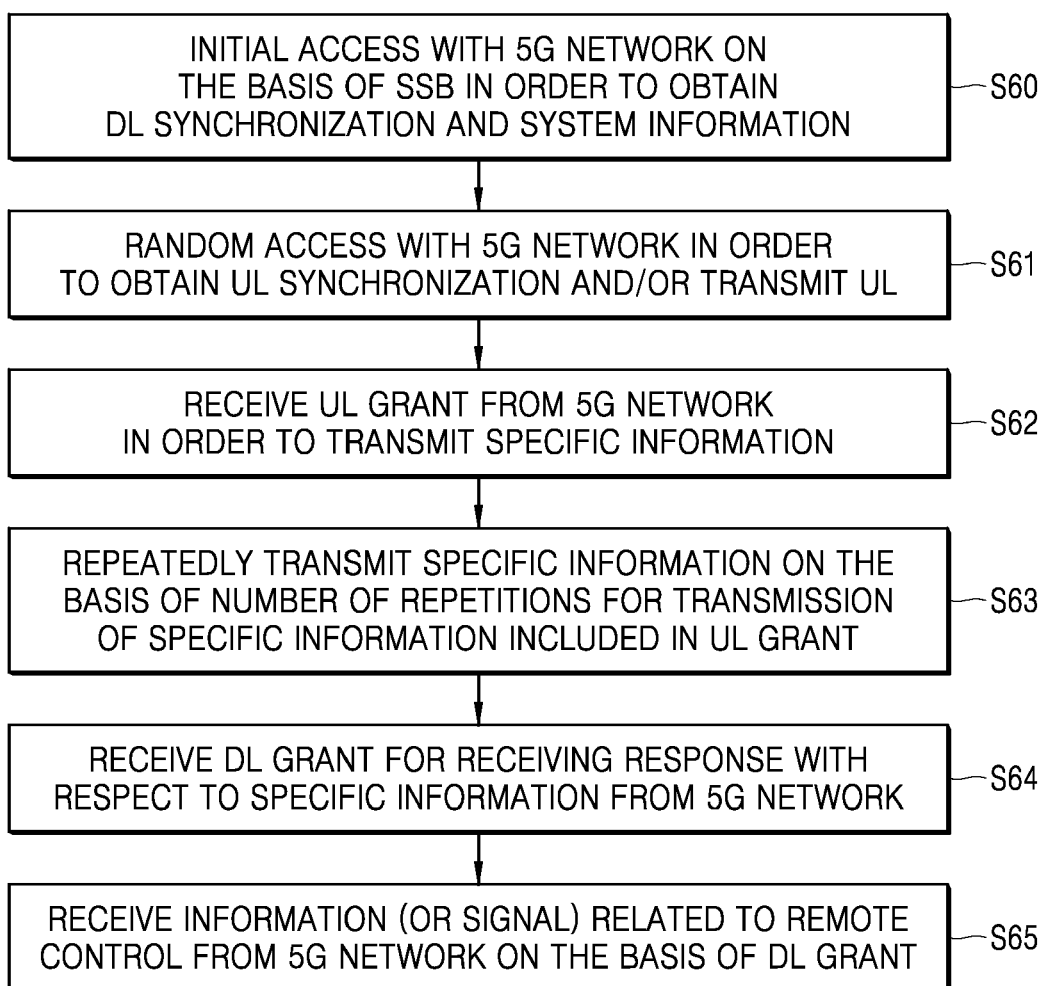 INITIAL ACCESS WITH 5G NETWORK ON
THE BASIS OF SSB IN ORDER TO OBTAIN
DL SYNCHRONIZATION AND SYSTEM INFORMATION
S60
RANDOM ACCESS WITH 5G NETWORK IN ORDER
TO OBTAIN UL SYNCHRONIZATION AND/OR TRANSMIT UL
S61
RECEIVE UL GRANT FROM 5G NETWORK
IN ORDER TO TRANSMIT SPECIFIC INFORMATION
S62
REPEATEDLY TRANSMIT SPECIFIC INFORMATION ON THE
BASIS OF NUMBER OF REPETITIONS FOR TRANSMISSION
OF SPECIFIC INFORMATION INCLUDED IN UL GRANT
S63
RECEIVE DL GRANT FOR RECEIVING RESPONSE WITH
RESPECT TO SPECIFIC INFORMATION FROM 5G NETWORK
S64
RECEIVE INFORMATION (OR SIGNAL) RELATED TO REMOTE
CONTROL FROM 5G NETWORK ON THE BASIS OF DL GRANT
S65